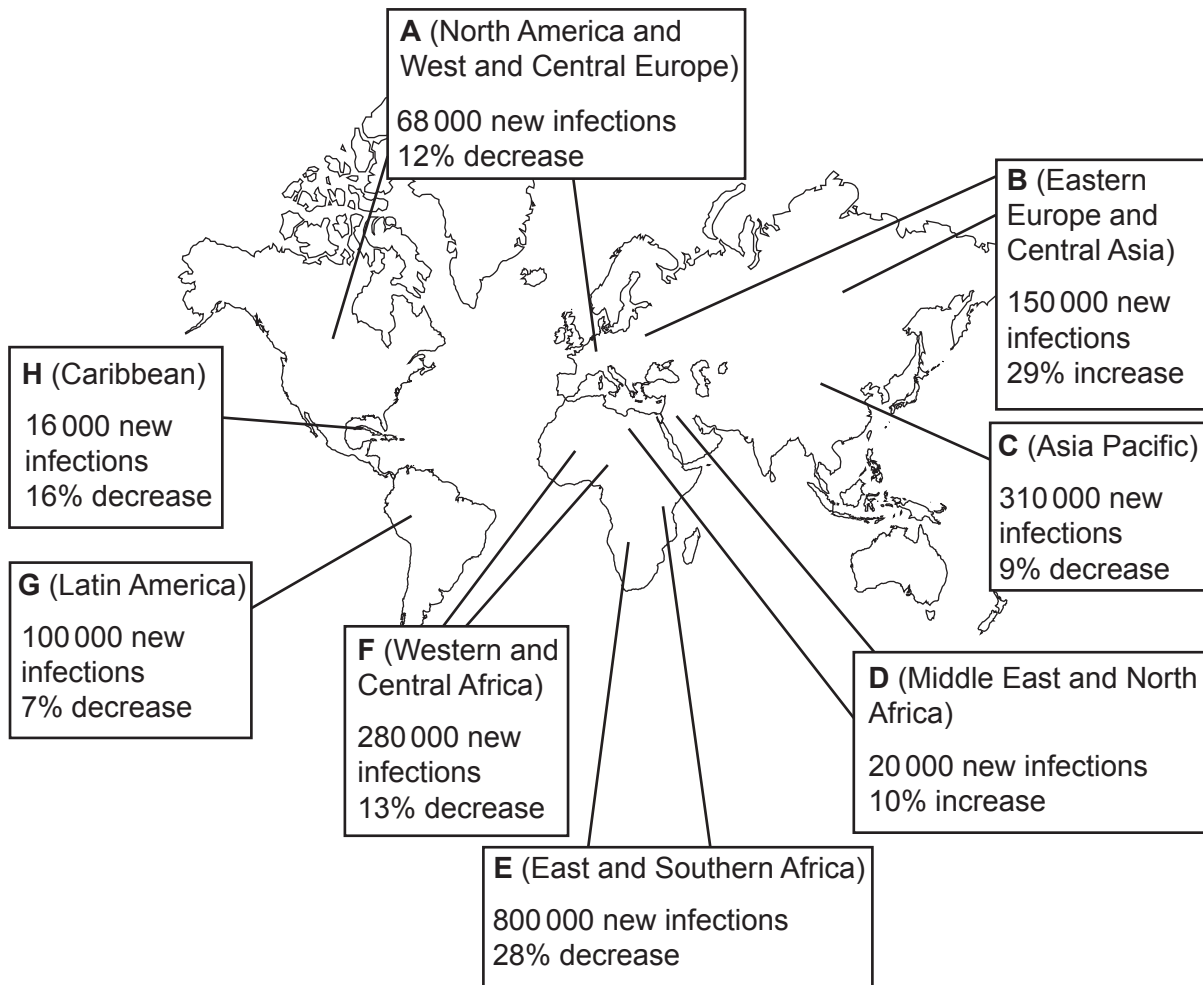 A (North America and
West and Central Europe)
68 000 new infections
12% decrease
B (Eastern
Europe and
Central Asia)
150 000 new
infections
29% increase
H (Caribbean)
16 000 new
infections
16% decrease
C (Asia Pacific)
310 000 new
infections
9% decrease
G (Latin America)
100 000 new
infections
7% decrease
F (Western and
Central Africa)
280 000 new
infections
13% decrease
D (Middle East and North
Africa)
20 000 new infections
10% increase
E (East and Southern Africa)
800 000 new infections
28% decrease